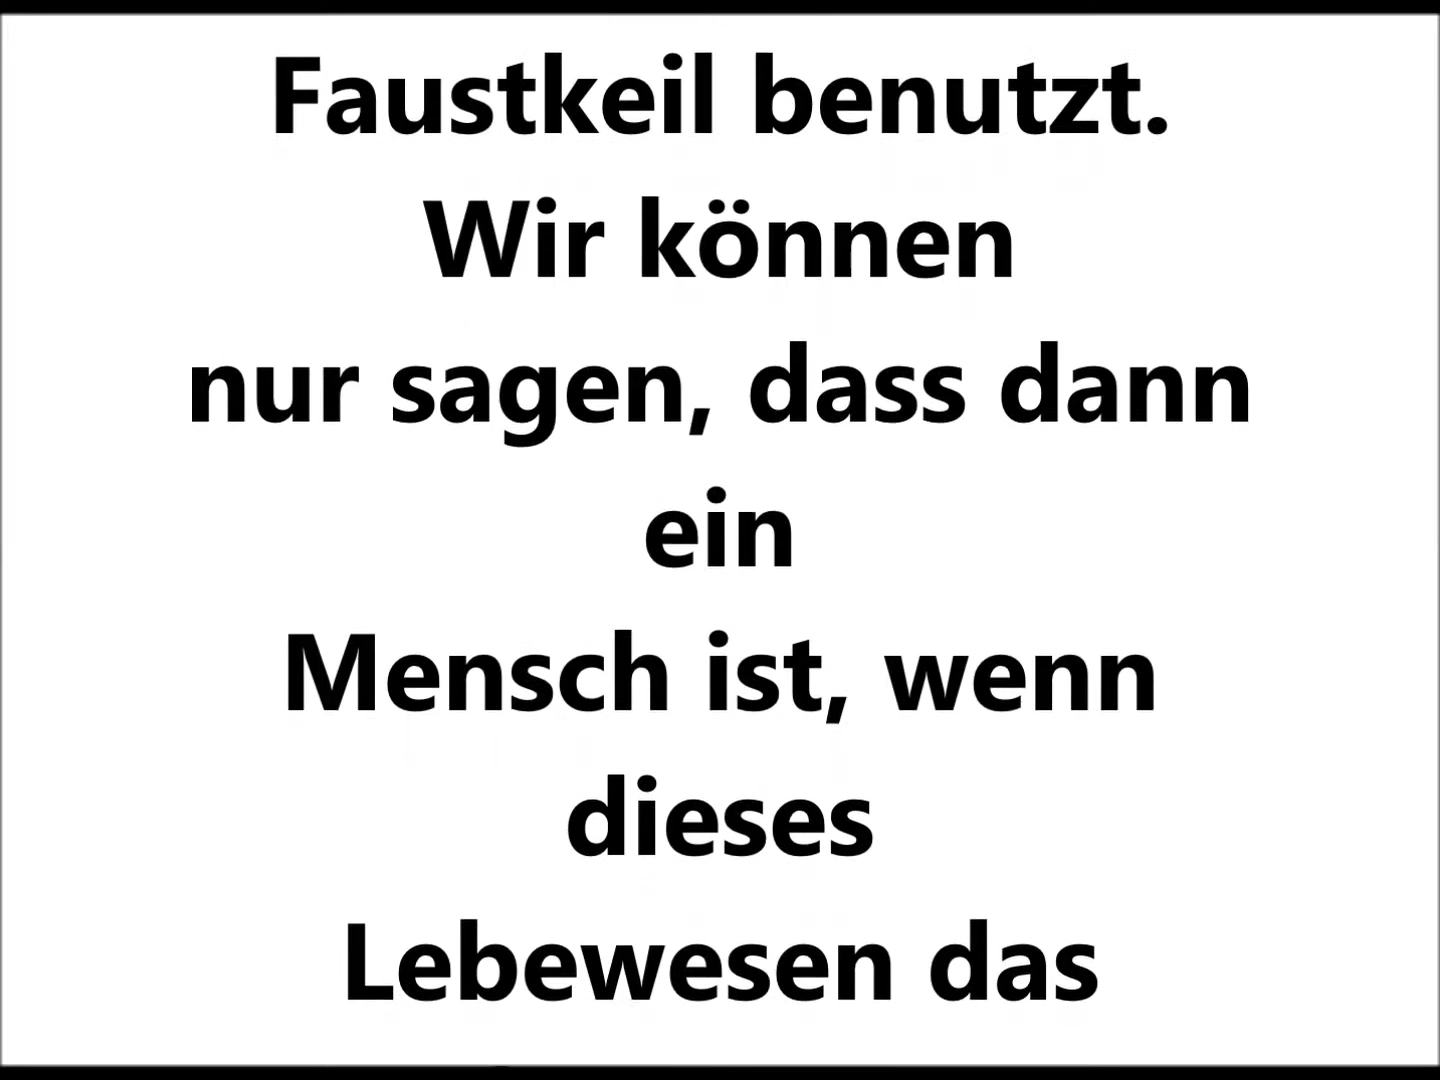 Faustkeil benutzt.
Wir können
nur sagen, dass dann
ein
Mensch ist, wenn
dieses
Lebewesen das